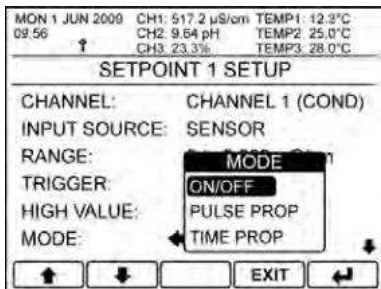 MON 1 JUN 2009 CH1: 517.2 µS/cm TEMP1: 12.3°C
09:56 CH2: 9.64 pH TEMP2: 25.0°C
CH3: 23.3% TEMP3: 28.0°C
SETPOINT 1 SETUP
CHANNEL: CHANNEL 1 (COND)
INPUT SOURCE: SENSOR
RANGE:
MODE
TRIGGER:
ON/OFF
HIGH VALUE:
PULSE PROP
MODE:
TIME PROP
EXIT